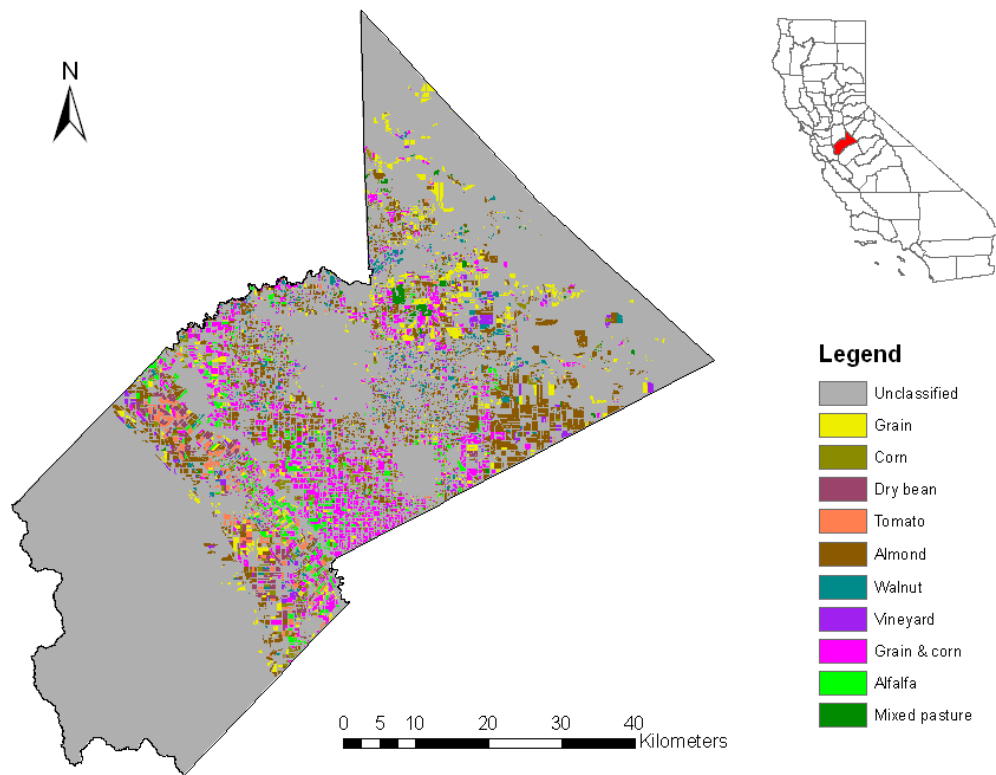 N
Legend
Unclassified
Grain
Corn
Dry bean
Tomato
Almond
Walnut
Vineyard
Grain & corn
Alfalfa
Mixed pasture
0 5 10 20 30 40
Kilometers